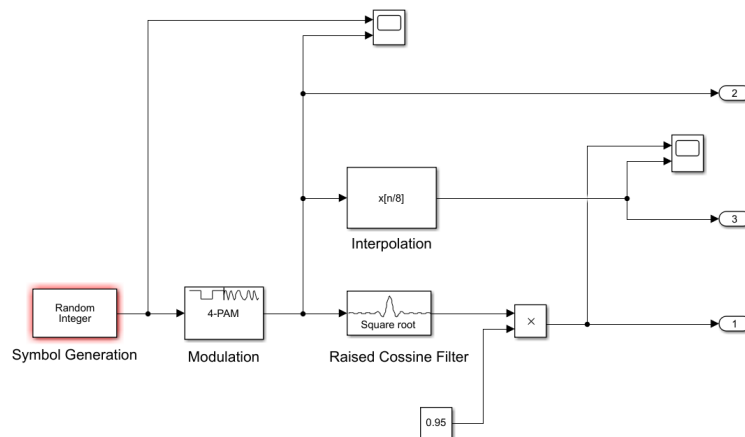 2
x[n/8]
Interpolation
3
Random
Integer
Symbol Generation
4-PAM
Modulation
Square root
Raised Cossine Filter
×
1
0.95